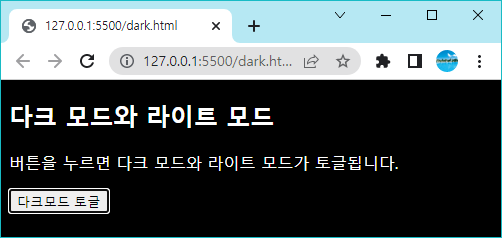 127.0.0.1:5500/dark.html
127.0.0.1:5500/dark.ht...
다크 모드와 라이트 모드
버튼을 누르면 다크 모드와 라이트 모드가 토글됩니다.
다크모드 토글